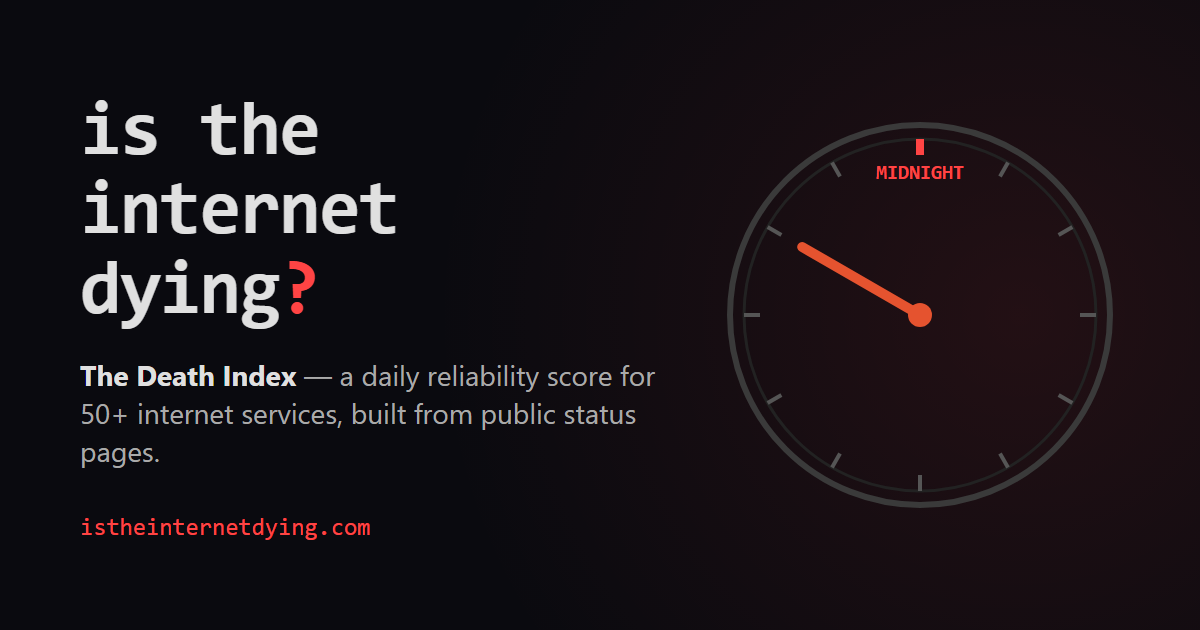 is the
internet
dying?
The Death Index — a daily reliability score for
50+ internet services, built from public status
pages.
istheinternetdying.com
MIDNIGHT